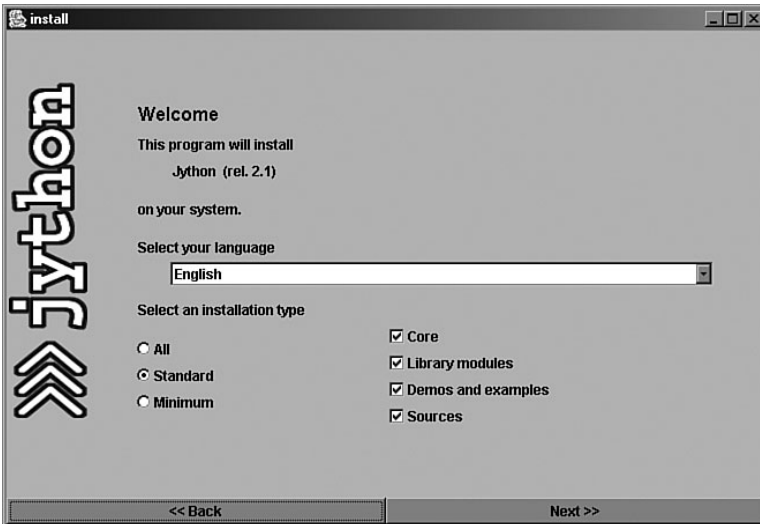 install
jython
Welcome
This program will install
Jython (rel. 2.1)
on your system.
Select your language
English
Select an installation type
All
Standard
Minimum
Core
Library modules
Demos and examples
Sources
<< Back
Next >>